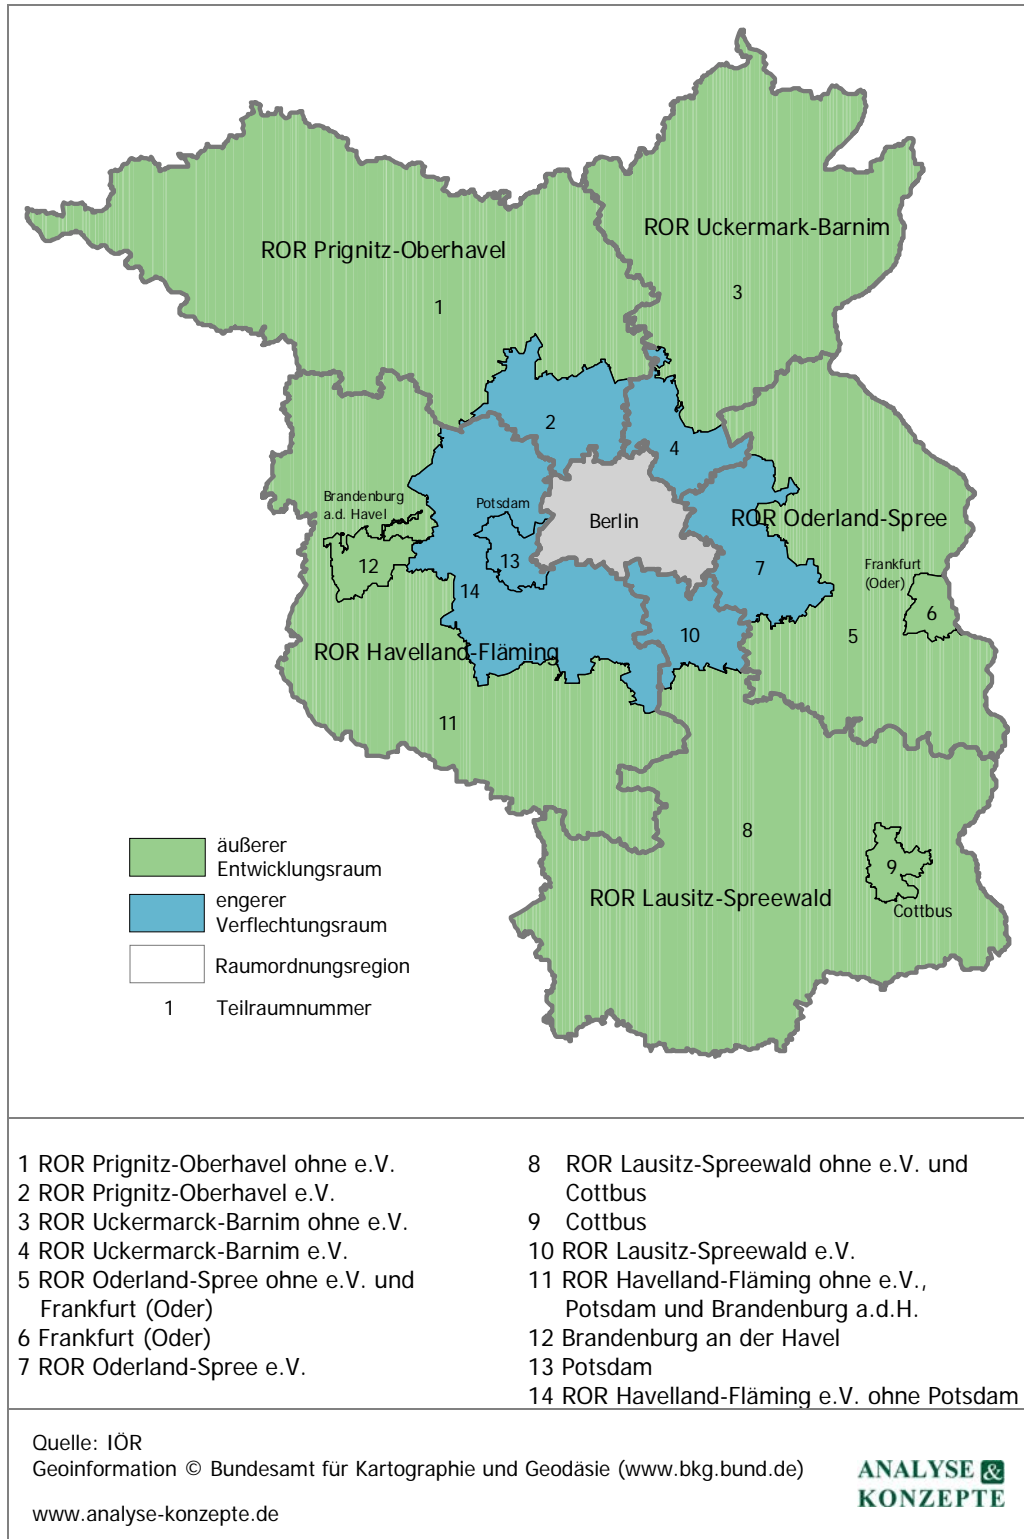 ROR Uckermark-Barnim
ROR Prignitz-Oberhavel
3
1
2
4
Brandenburg
a.d. Havel
Potsdam
Berlin
ROR Oderland-Spree
12
13
7
Frankfurt
(Oder)
14
6
10
5
ROR Havelland-Fläming
11
8
äußerer
Entwicklungsraum
9
ROR Lausitz-Spreewald
Cottbus
engerer
Verflechtungsraum
Raumordnungsregion
1 Teilraumnummer
1 ROR Prignitz-Oberhavel ohne e.V.
2 ROR Prignitz-Oberhavel e.V.
3 ROR Uckermarck-Barnim ohne e.V.
4 ROR Uckermarck-Barnim e.V.
5 ROR Oderland-Spree ohne e.V. und
Frankfurt (Oder)
6 Frankfurt (Oder)
7 ROR Oderland-Spree e.V.
8 ROR Lausitz-Spreewald ohne e.V. und
Cottbus
9 Cottbus
10 ROR Lausitz-Spreewald e.V.
11 ROR Havelland-Fläming ohne e.V.,
Potsdam und Brandenburg a.d.H.
12 Brandenburg an der Havel
13 Potsdam
14 ROR Havelland-Fläming e.V. ohne Potsdam
Quelle: IÖR
Geoinformation © Bundesamt für Kartographie und Geodäsie (www.bkg.bund.de)
www.analyse-konzepte.de
ANALYSE &
KONZEPTE